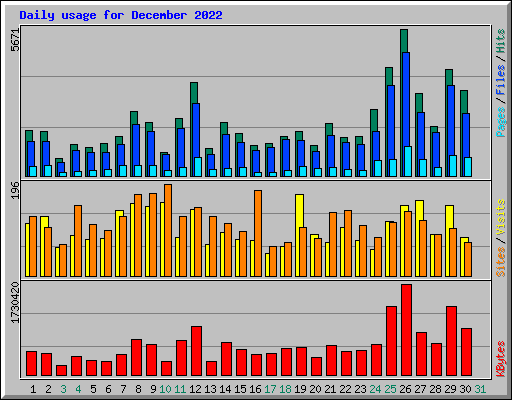 Daily usage for December 2022
5671
Pages / Files / Hits
196
Sites / Visits
1730420
KBytes
1 2 3 4 5 6 7 8 9 10 11 12 13 14 15 16 17 18 19 20 21 22 23 24 25 26 27 28 29 30 31